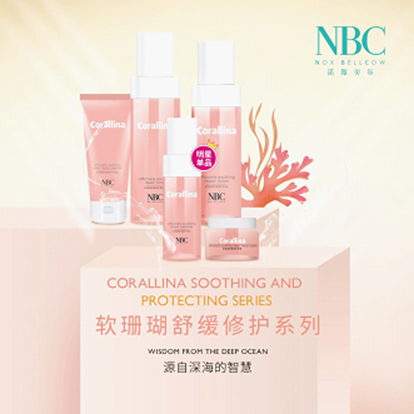 NBC
NOX BELLCOW
诺斯贝尔
Corallina
Corallina
Corallina
NBC
明星
单品
Corallina
NBC
NBC
Corallina
CORALLINA SOOTHING AND
PROTECTING SERIES
软珊瑚舒缓修护系列
WISDOM FROM THE DEEP OCEAN
源自深海的智慧